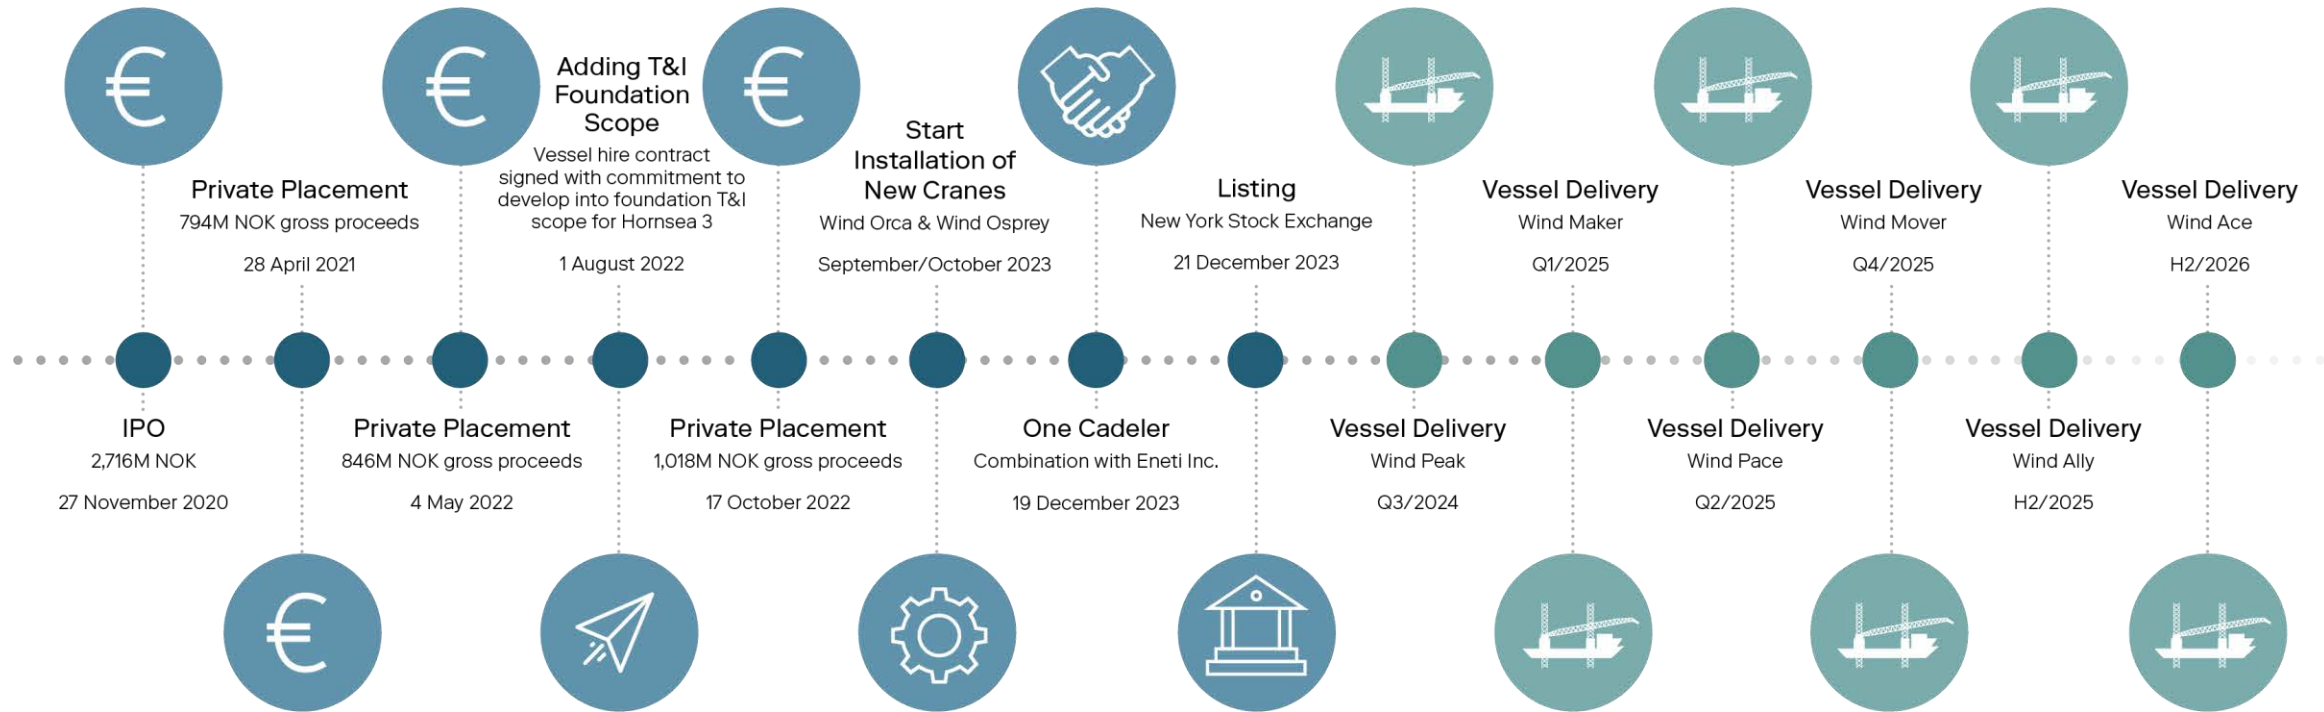 IPO
2,716M NOK
27 November 2020
Private Placement
794M NOK gross proceeds
28 April 2021
Private Placement
846M NOK gross proceeds
4 May 2022
Adding T&I
Foundation
Scope
Vessel hire contract
signed with commitment to
develop into foundation T&I
scope for Hornsea 3
1 August 2022
Private Placement
1,018M NOK gross proceeds
17 October 2022
Start
Installation of
New Cranes
Wind Orca & Wind Osprey
September/October 2023
One Cadeler
Combination with Eneti Inc.
19 December 2023
Listing
New York Stock Exchange
21 December 2023
Vessel Delivery
Wind Peak
Q3/2024
Vessel Delivery
Wind Maker
Q1/2025
Vessel Delivery
Wind Pace
Q2/2025
Vessel Delivery
Wind Mover
Q4/2025
Vessel Delivery
Wind Ally
H2/2025
Vessel Delivery
Wind Ace
H2/2026